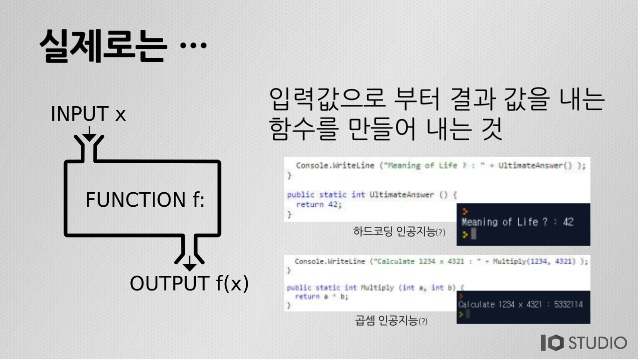 실제로는 …
INPUT x
FUNCTION f:
OUTPUT f(x)
입력값으로 부터 결과 값을 내는
함수를 만들어 내는 것
Console.WriteLine ("Meaning of Life ? : " + UltimateAnswer() );
}
public static int UltimateAnswer () {
return 42;
}
Meaning of Life ? : 42
하드코딩 인공지능(?)
Console.WriteLine ("Calculate 1234 x 4321 : " + Multiply(1234, 4321) );
}
public static int Multiply (int a, int b) {
return a * b;
}
Calculate 1234 x 4321 : 5332114
곱셈 인공지능(?)
IO STUDIO